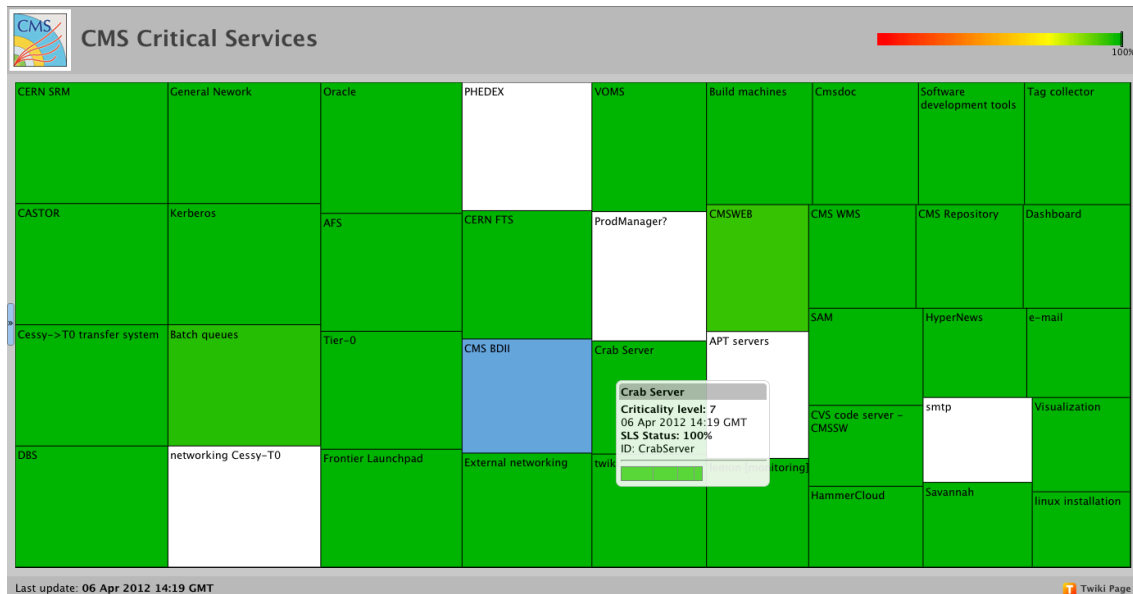 CMS
CMS Critical Services
100%
CERN SRM
General Nework
Oracle
PHEDEX
VOMS
Build machines
Cmsdoc
Software
development tools
Tag collector
CASTOR
Kerberos
AFS
CERN FTS
ProdManager?
CMSWEB
CMS WMS
CMS Repository
Dashboard
Cessy->T0 transfer system
Batch queues
Tier-0
CMS BDII
Crab Server
APT servers
SAM
HyperNews
e-mail
Crab Server
Criticality level: 7
06 Apr 2012 14:19 GMT
SLS Status: 100%
ID: CrabServer
CVS code server -
CMSSW
smtp
Visualization
DBS
networking Cessy-T0
Frontier Launchpad
External networking
twik
itoring]
HammerCloud
Savannah
linux installation
»
Last update: 06 Apr 2012 14:19 GMT
Twiki Page